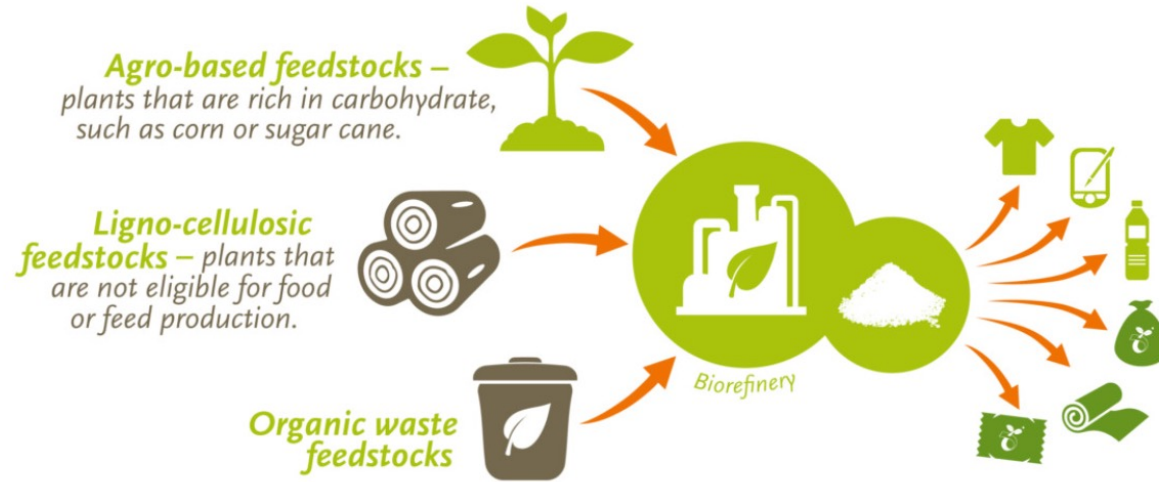 Agro-based feedstocks –
plants that are rich in carbohydrate,
such as corn or sugar cane.
Ligno-cellulosic
feedstocks – plants that
are not eligible for food
or feed production.
Organic waste
feedstocks
Biorefinery